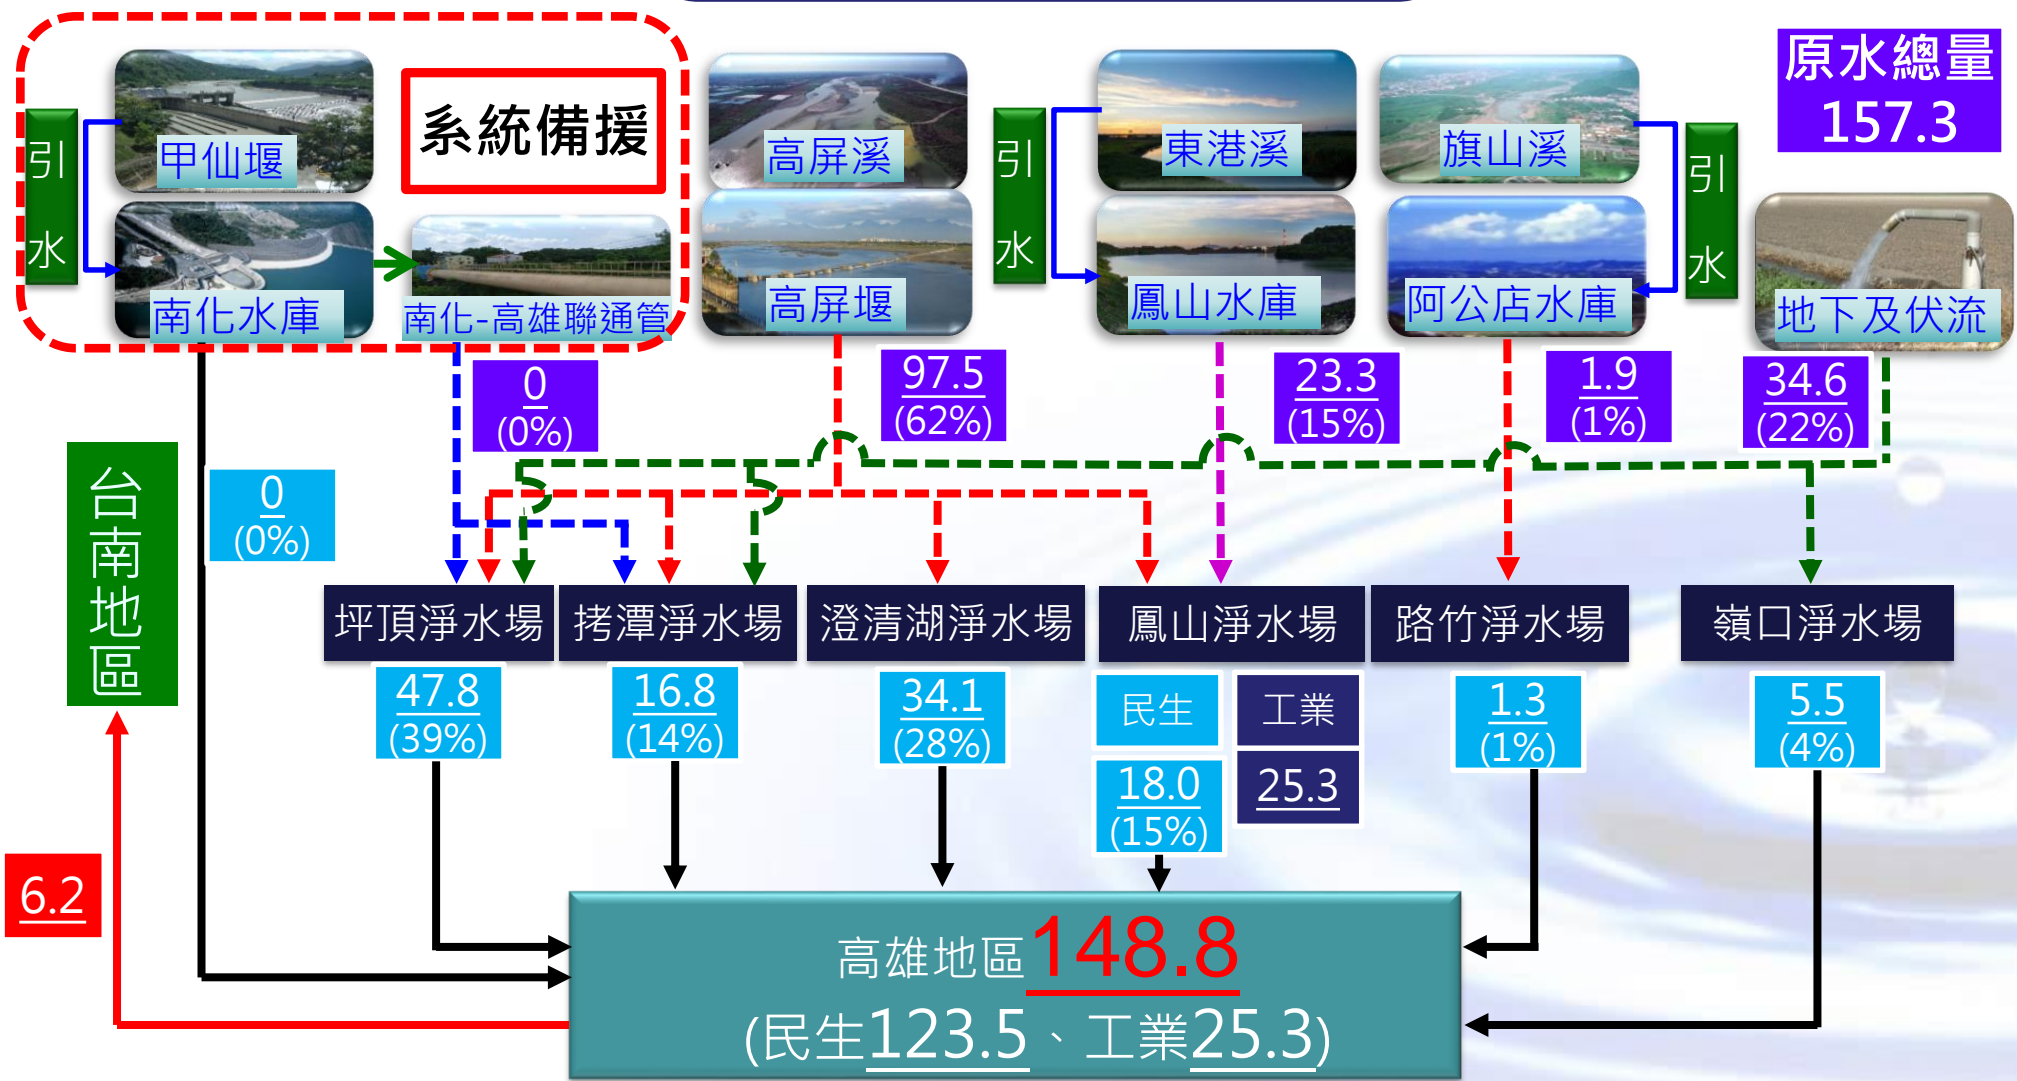 原水總量
157.3
系統備援
引水
甲仙堰
南化水庫
南化-高雄聯通管
高屏溪
高屏堰
引水
東港溪
鳳山水庫
旗山溪
阿公店水庫
引水
地下及伏流
0
(0%)
97.5
(62%)
23.3
(15%)
1.9
(1%)
34.6
(22%)
台南地區
0
(0%)
坪頂淨水場
拷潭淨水場
澄清湖淨水場
鳳山淨水場
路竹淨水場
嶺口淨水場
47.8
(39%)
16.8
(14%)
34.1
(28%)
民生
工業
18.0
(15%)
25.3
1.3
(1%)
5.5
(4%)
6.2
高雄地區148.8
(民生123.5、工業25.3)